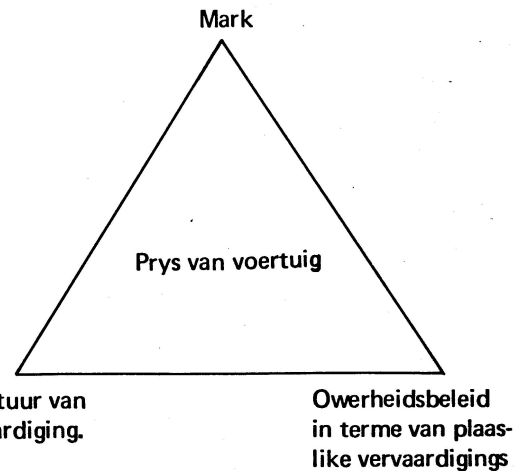 Mark
Prys van voertuig
tuur van
rdiging.
Owerheidsbeleid
in terme van plaas-
like vervaardigings